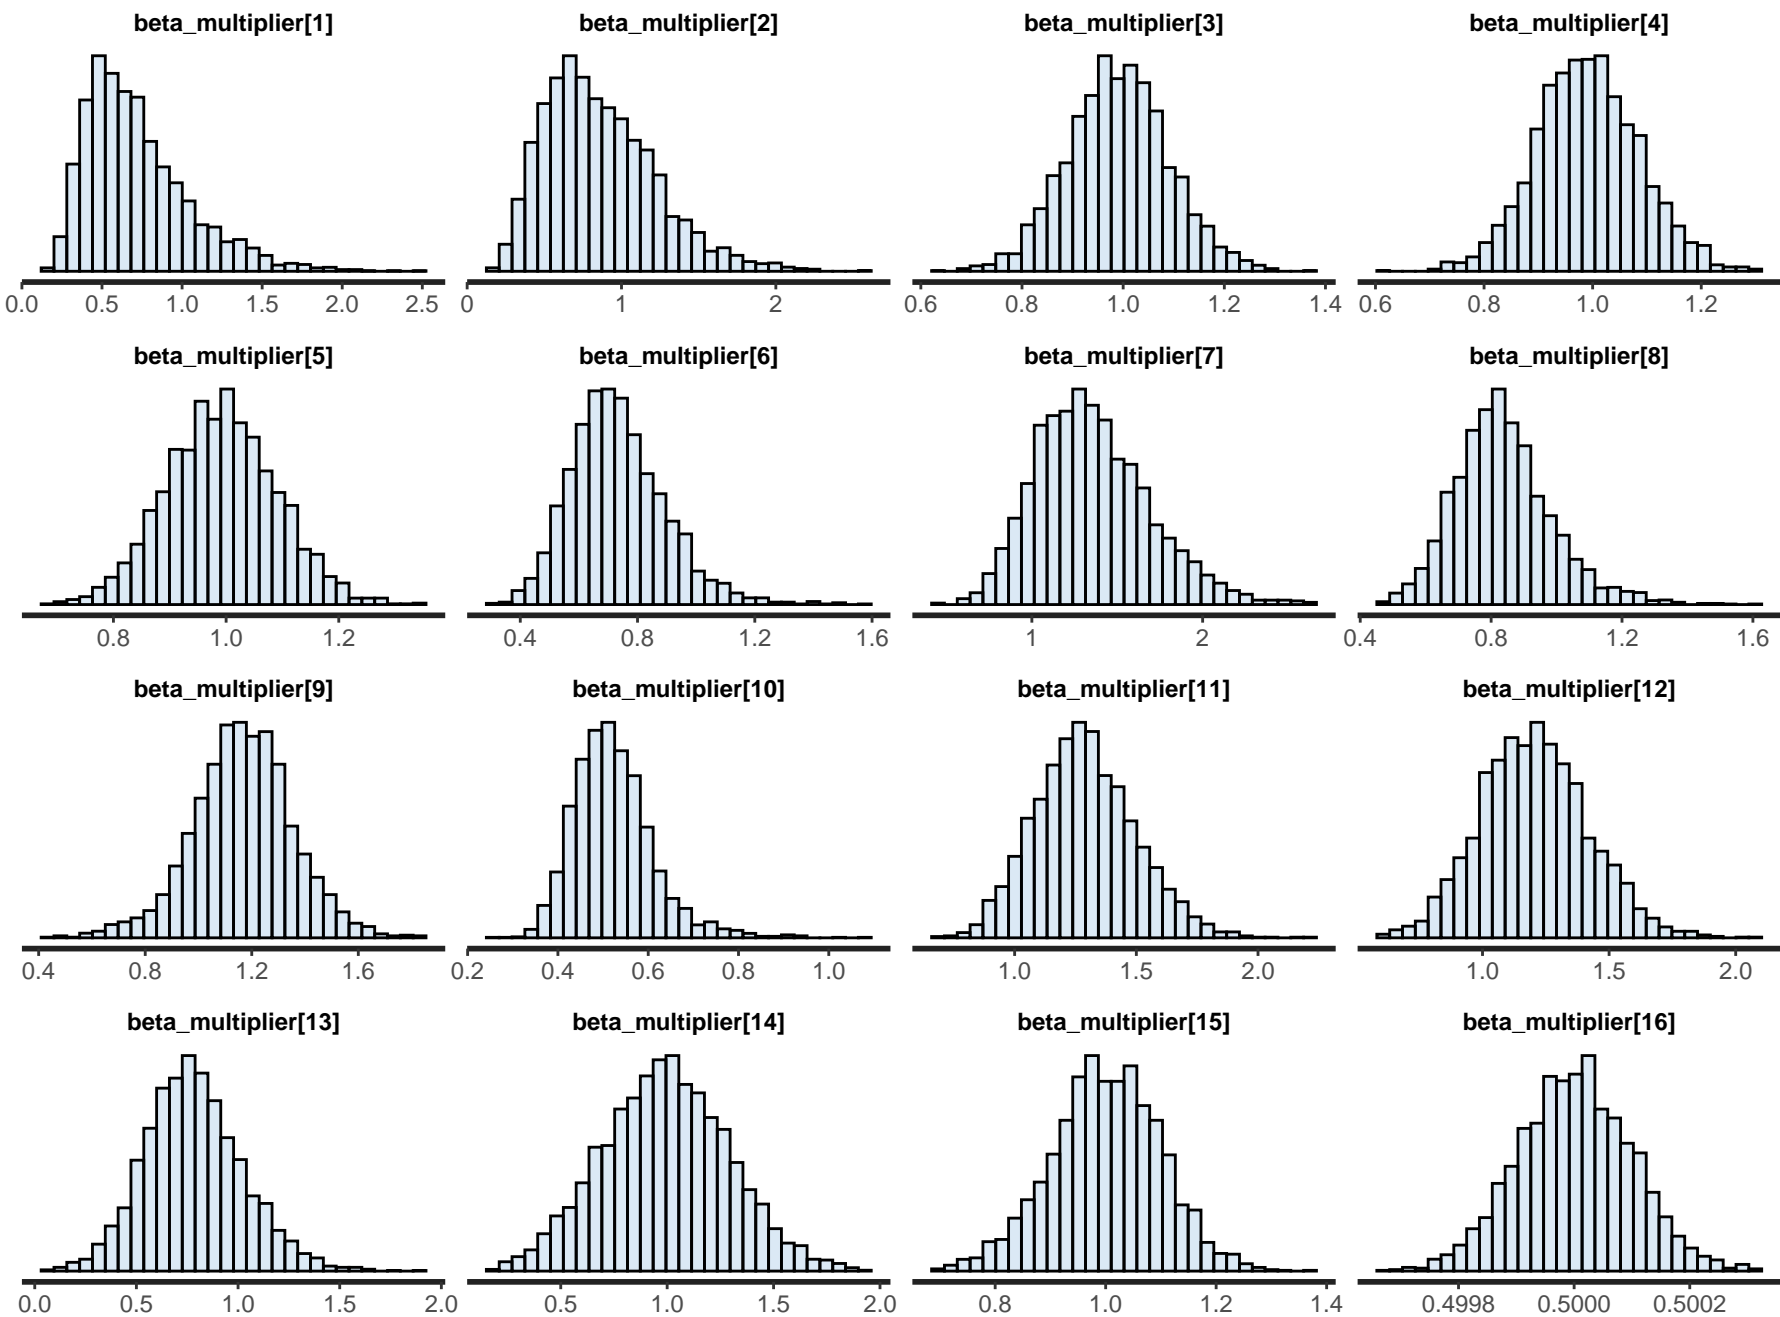 beta_multiplier[1] beta_multiplier[2] beta_multiplier[3] beta_multiplier[4]
0.0 0.5 1.0 1.5 2.0 2.5 0 1 2 0.6 0.8 1.0 1.2 1.4 0.6 0.8 1.0 1.2
beta_multiplier[5] beta_multiplier[6] beta_multiplier[7] beta_multiplier[8]
0.8 1.0 1.2 0.4 0.8 1.2 1.6 1 2 0.4 0.8 1.2 1.6
beta_multiplier[9] beta_multiplier[10] beta_multiplier[11] beta_multiplier[12]
0.4 0.8 1.2 1.6 0.2 0.4 0.6 0.8 1.0 1.0 1.5 2.0 1.0 1.5 2.0
beta_multiplier[13] beta_multiplier[14] beta_multiplier[15] beta_multiplier[16]
0.0 0.5 1.0 1.5 2.0 0.5 1.0 1.5 2.0 0.8 1.0 1.2 1.4 0.4998 0.5000 0.5002